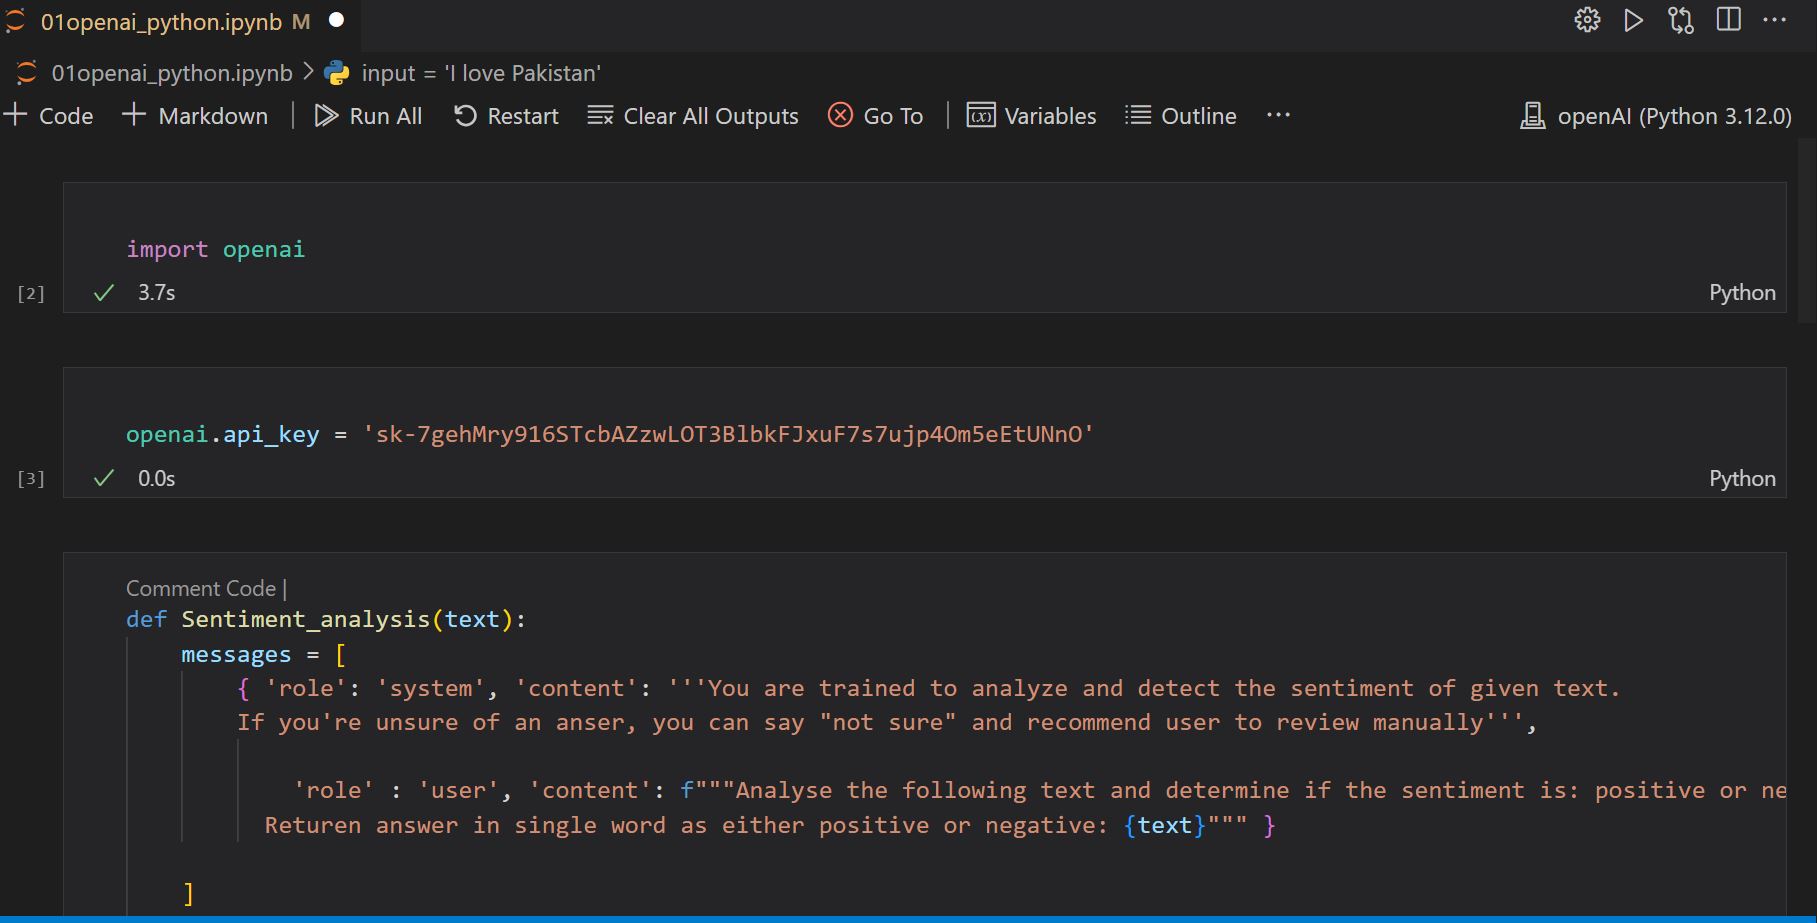 01openai_python.ipynb M
01openai_python.ipynb > input = 'I love Pakistan'
+ Code + Markdown | Run All Restart Clear All Outputs Go To | Variables Outline ... openAI (Python 3.12.0)
import openai
[2] ✓ 3.7s Python
openai.api_key = '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'
[3] ✓ 0.0s Python
Comment Code |
def Sentiment_analysis(text):
messages = [
{ 'role': 'system', 'content': '''You are trained to analyze and detect the sentiment of given text.
If you're unsure of an anser, you can say "not sure" and recommend user to review manually''',
'role' : 'user', 'content': f"""Analyse the following text and determine if the sentiment is: positive or ne
Returen answer in single word as either positive or negative: {text}""" }
]